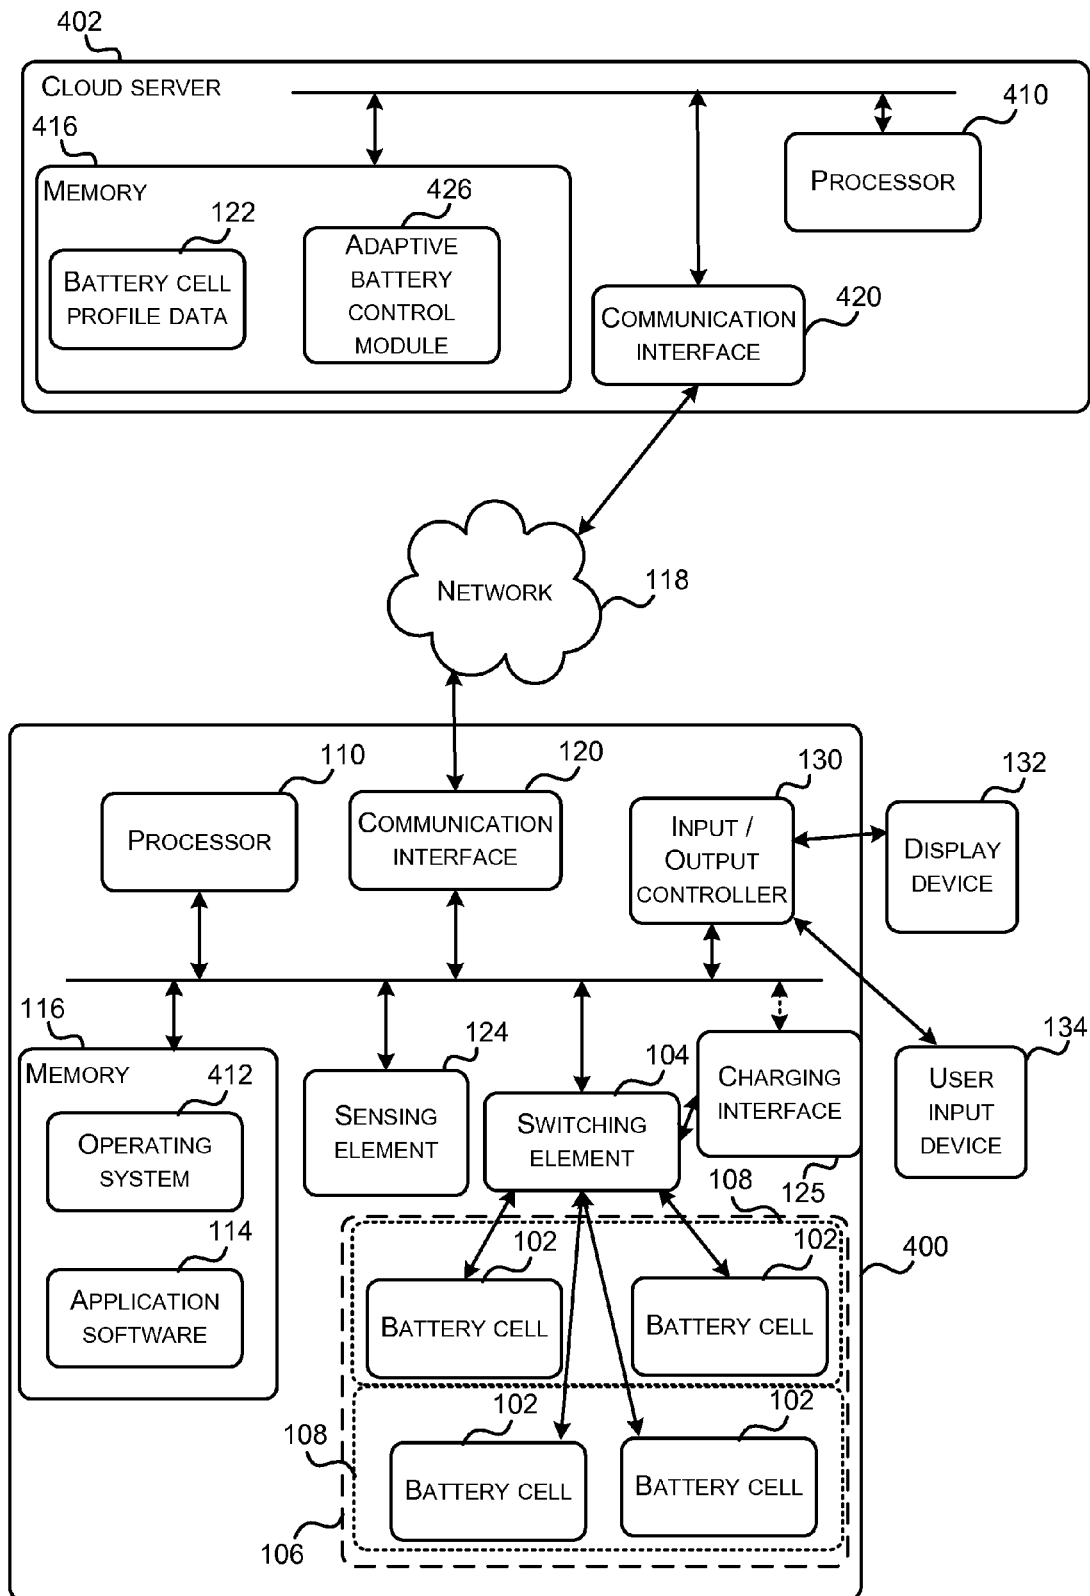 402
CLOUD SERVER
410
416
PROCESSOR
MEMORY
426
122
ADAPTIVE
BATTERY
CONTROL
MODULE
BATTERY CELL
PROFILE DATA
420
COMMUNICATION
INTERFACE
NETWORK
118
110
120
130
132
PROCESSOR
COMMUNICATION
INTERFACE
INPUT /
OUTPUT
CONTROLLER
DISPLAY
DEVICE
116
124
104
134
MEMORY
412
OPERATING
SYSTEM
SENSING
ELEMENT
SWITCHING
ELEMENT
CHARGING
INTERFACE
USER
INPUT
DEVICE
125
108
114
102
102
400
APPLICATION
SOFTWARE
BATTERY CELL
BATTERY CELL
102
102
108
BATTERY CELL
BATTERY CELL
106